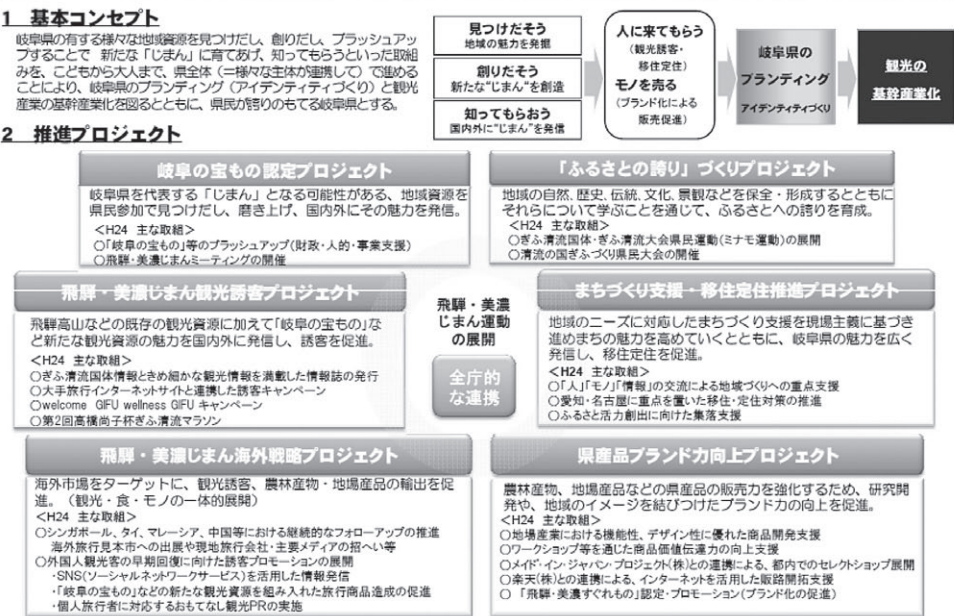 1　基本コンセプト
岐阜県の有する様々な地域資源を見つけだし、創りだし、ブラッシュアッ
プすることで　新たな「じまん」に育てあげ、知ってもらうといった取組
みを、こどもから大人まで、県全体（＝様々な主体が連携して）で進める
ことにより、岐阜県のブランディング（アイデンティティづくり）と観光
産業の基幹産業化を図るとともに、県民が誇りのもてる岐阜県とする。
見つけだそう
地域の魅力を発掘
創りだそう
新たな“じまん”を創造
知ってもらおう
国内外に“じまん”を発信
人に来てもらう
（観光誘客・
移住定住）
モノを売る
（ブランド化による
販売促進）
岐阜県の
ブランディング
アイデンティティづくり
観光の
基幹産業化
2　推進プロジェクト
岐阜の宝もの認定プロジェクト
岐阜県を代表する「じまん」となる可能性がある、地域資源を
県民参加で見つけだし、磨き上げ、国内外にその魅力を発信。
＜H24　主な取組＞
○「岐阜の宝もの」等のブラッシュアップ（財政・人的・事業支援）
○飛騨・美濃じまんミーティングの開催
「ふるさとの誇り」づくりプロジェクト
地域の自然、歴史、伝統、文化、景観などを保全・形成するとともに
それらについて学ぶことを通じて、ふるさとへの誇りを育成。
＜H24　主な取組＞
○ぎふ清流国体・ぎふ清流大会県民運動（ミナモ運動）の展開
○清流の国ぎふづくり県民大会の開催
飛騨・美濃じまん観光誘客プロジェクト
飛騨高山などの既存の観光資源に加えて「岐阜の宝もの」な
ど新たな観光資源の魅力を国内外に発信し、誘客を促進。
＜H24　主な取組＞
○ぎふ清流国体情報ときめ細かな観光情報を満載した情報誌の発行
○大手旅行インターネットサイトと連携した誘客キャンペーン
○welcome　GIFU wellness GIFU キャンペーン
○第2回高橋尚子杯ぎふ清流マラソン
飛騨・美濃
じまん運動
の展開
全庁的
な連携
まちづくり支援・移住定住推進プロジェクト
地域のニーズに対応したまちづくり支援を現場主義に基づき
進めまちの魅力を高めていくとともに、岐阜県の魅力を広く
発信し、移住定住を促進。
＜H24　主な取組＞
○「人」「モノ」「情報」の交流による地域づくりへの重点支援
○愛知・名古屋に重点を置いた移住・定住対策の推進
○ふるさと活力創出に向けた集落支援
飛騨・美濃じまん海外戦略プロジェクト
海外市場をターゲットに、観光誘客、農林産物・地場産品の輸出を促
進。（観光・食・モノの一体的展開）
＜H24　主な取組＞
○シンガポール、タイ、マレーシア、中国等における継続的なフォローアップの推進
海外旅行見本市への出展や現地旅行会社・主要メディアの招へい等
○外国人観光客の早期回復に向けた誘客プロモーションの展開
・SNS（ソーシャルネットワークサービス）を活用した情報発信
・「岐阜の宝もの」などの新たな観光資源を組み入れた旅行商品造成の促進
・個人旅行者に対応するおもてなし観光PRの実施
県産品ブランド力向上プロジェクト
農林産物、地場産品などの県産品の販売力を強化するため、研究開
発や、地域のイメージを結びつけたブランド力の向上を促進。
＜H24　主な取組＞
○地場産業における機能性、デザイン性に優れた商品開発支援
○ワークショップ等を通じた商品価値伝達力の向上支援
○メイド・イン・ジャパン・プロジェクト（株）との連携による、都内でのセレクトショップ展開
○楽天（株）との連携による、インターネットを活用した販路開拓支援
○　「飛騨・美濃すぐれもの」認定・プロモーション（ブランド化の促進）